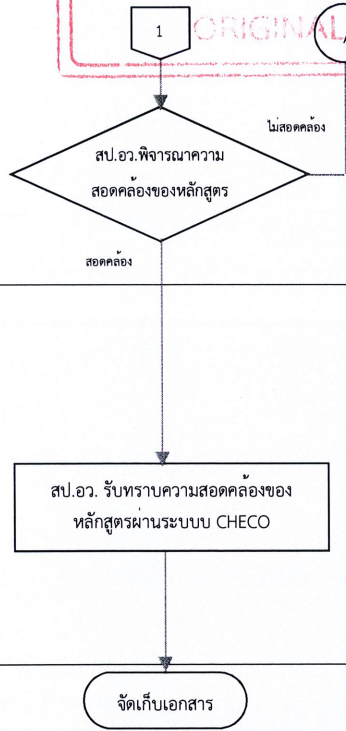 1
ORIGINAL
ไม่สอดคล้อง
สป.อว.พิจารณาความ
สอดคล้องของหลักสูตร
สอดคล้อง
สป.อว. รับทราบความสอดคล้องของ
หลักสูตรผ่านระบบบ CHECO
จัดเก็บเอกสาร